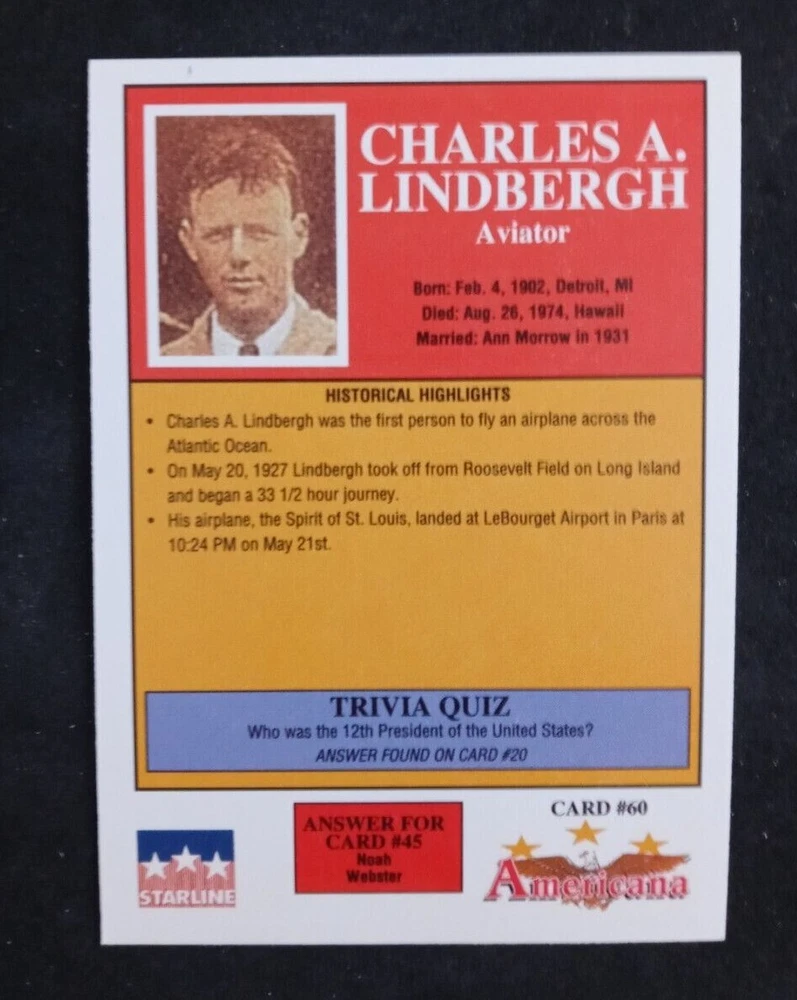 CHARLES A.
LINDBERGH
Aviator
Born: Feb. 4, 1902, Detroit, MI
Died: Aug. 26, 1974, Hawaii
Married: Ann Morrow in 1931
HISTORICAL HIGHLIGHTS
• Charles A. Lindbergh was the first person to fly an airplane across the
Atlantic Ocean.
• On May 20, 1927 Lindbergh took off from Roosevelt Field on Long Island
and began a 33 1/2 hour journey.
• His airplane, the Spirit of St. Louis, landed at LeBourget Airport in Paris at
10:24 PM on May 21st.
TRIVIA QUIZ
Who was the 12th President of the United States?
ANSWER FOUND ON CARD #20
STARLINE
ANSWER FOR
CARD #45
Noah
Webster
CARD #60
Americana